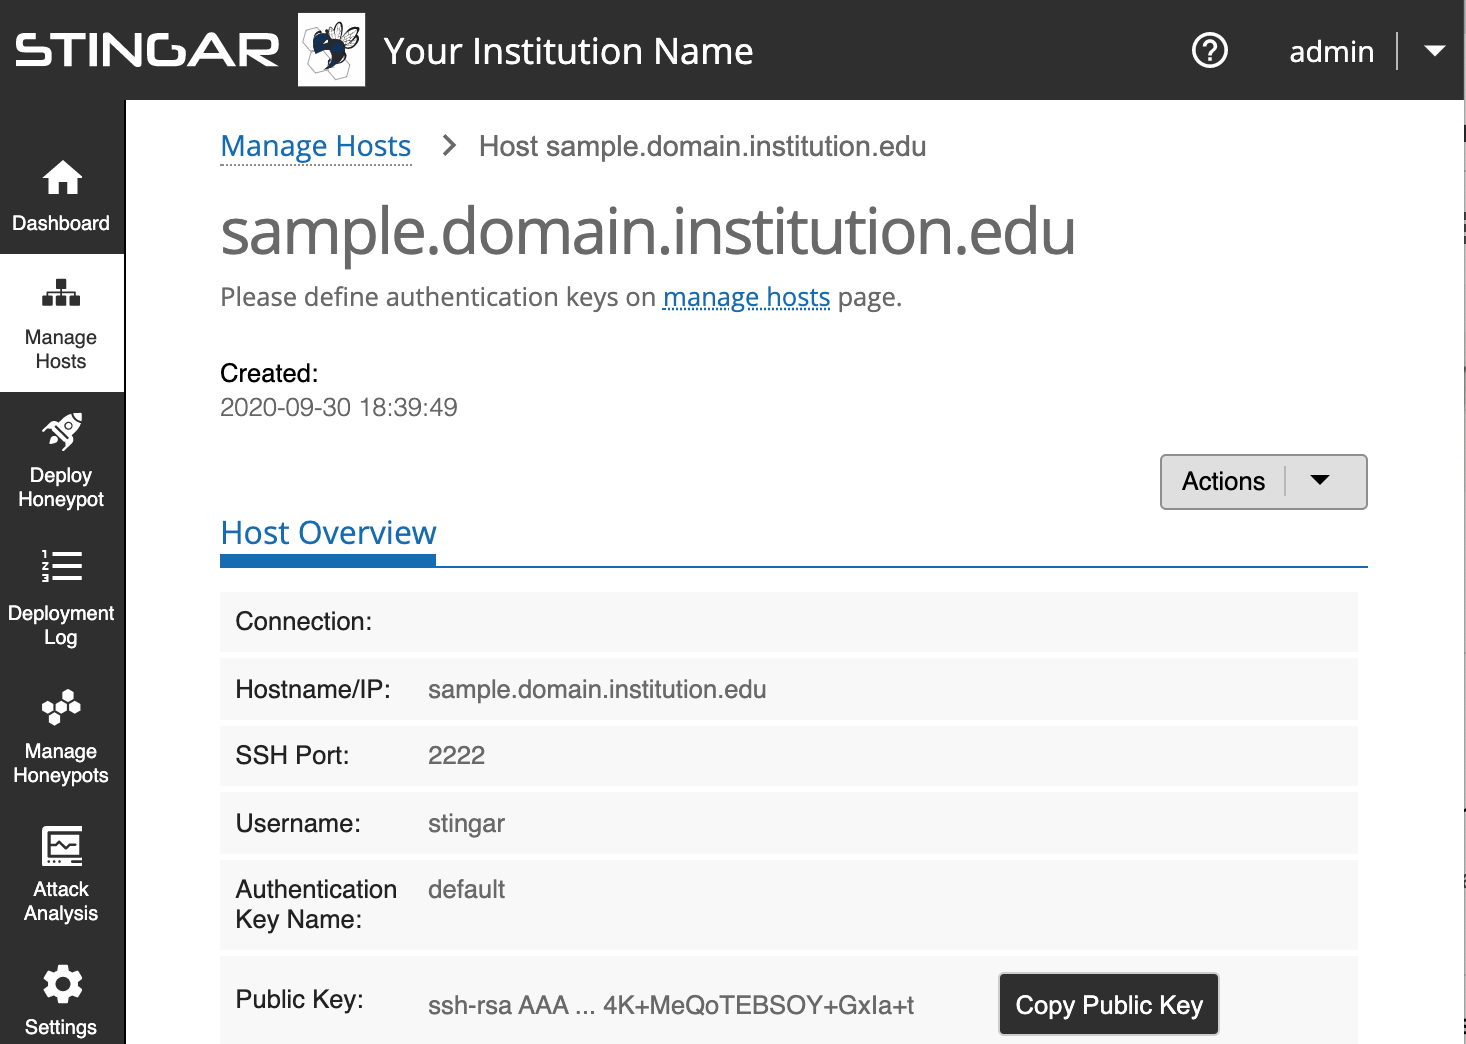 STINGAR Your Institution Name
admin
Manage Hosts > Host sample.domain.institution.edu
sample.domain.institution.edu
Please define authentication keys on manage hosts page.
Created:
2020-09-30 18:39:49
Actions
Host Overview
Connection:
Hostname/IP: sample.domain.institution.edu
SSH Port: 2222
Username: stingar
Authentication default
Key Name:
Public Key: ssh-rsa AAA ... 4K+MeQoTEBSOY+GxIa+t Copy Public Key
Dashboard
Manage
Hosts
Deploy
Honeypot
Deployment
Log
Manage
Honeypots
Attack
Analysis
Settings